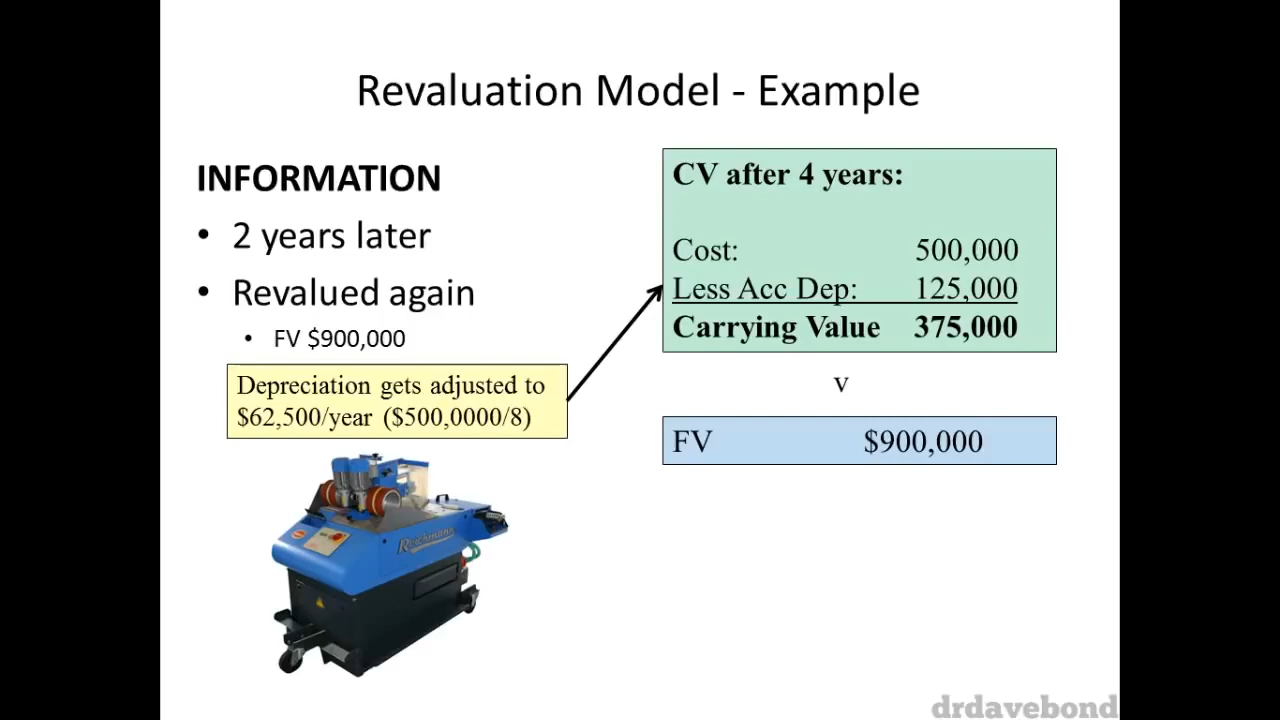 Revaluation Model - Example
INFORMATION
• 2 years later
• Revalued again
• FV $900,000
Depreciation gets adjusted to
$62,500/year ($500,0000/8)
CV after 4 years:
Cost: 500,000
Less Acc Dep: 125,000
Carrying Value 375,000
v
FV $900,000
Reichmann
drdavebond